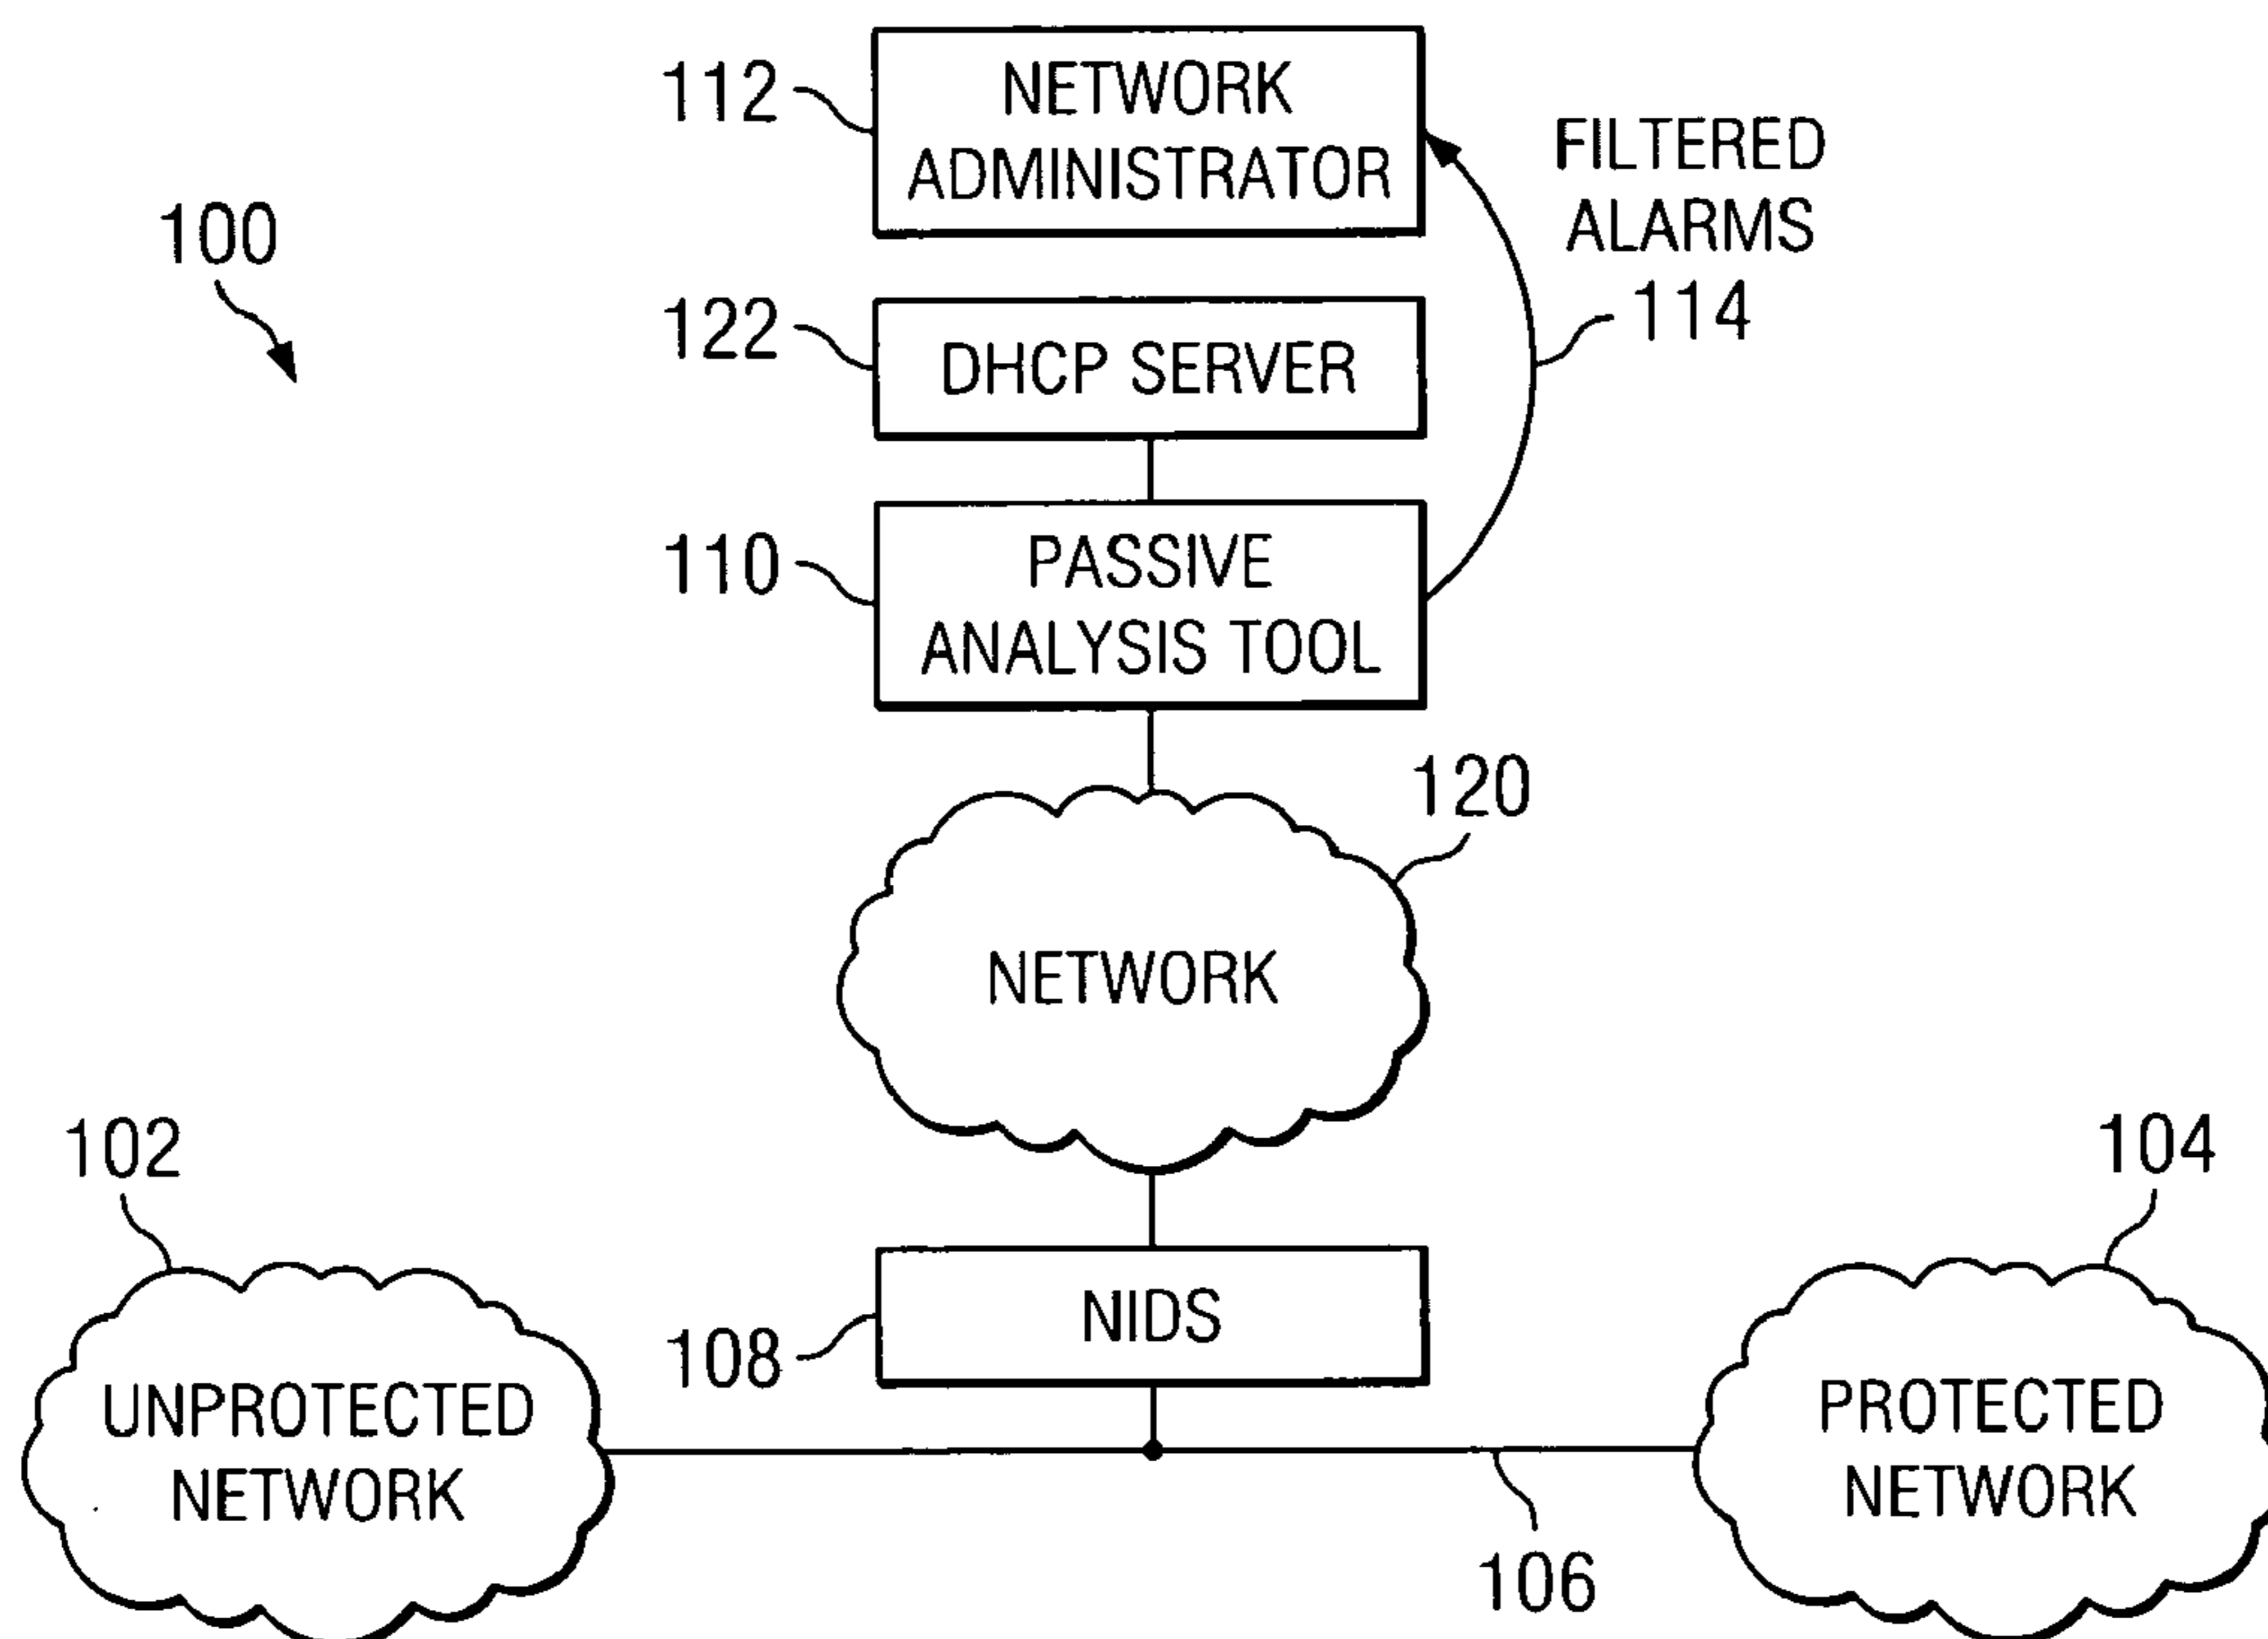 112
NETWORK
ADMINISTRATOR
FILTERED
ALARMS
114
100
122
DHCP SERVER
110
PASSIVE
ANALYSIS TOOL
120
NETWORK
102
104
108
NIDS
UNPROTECTED
NETWORK
PROTECTED
NETWORK
106